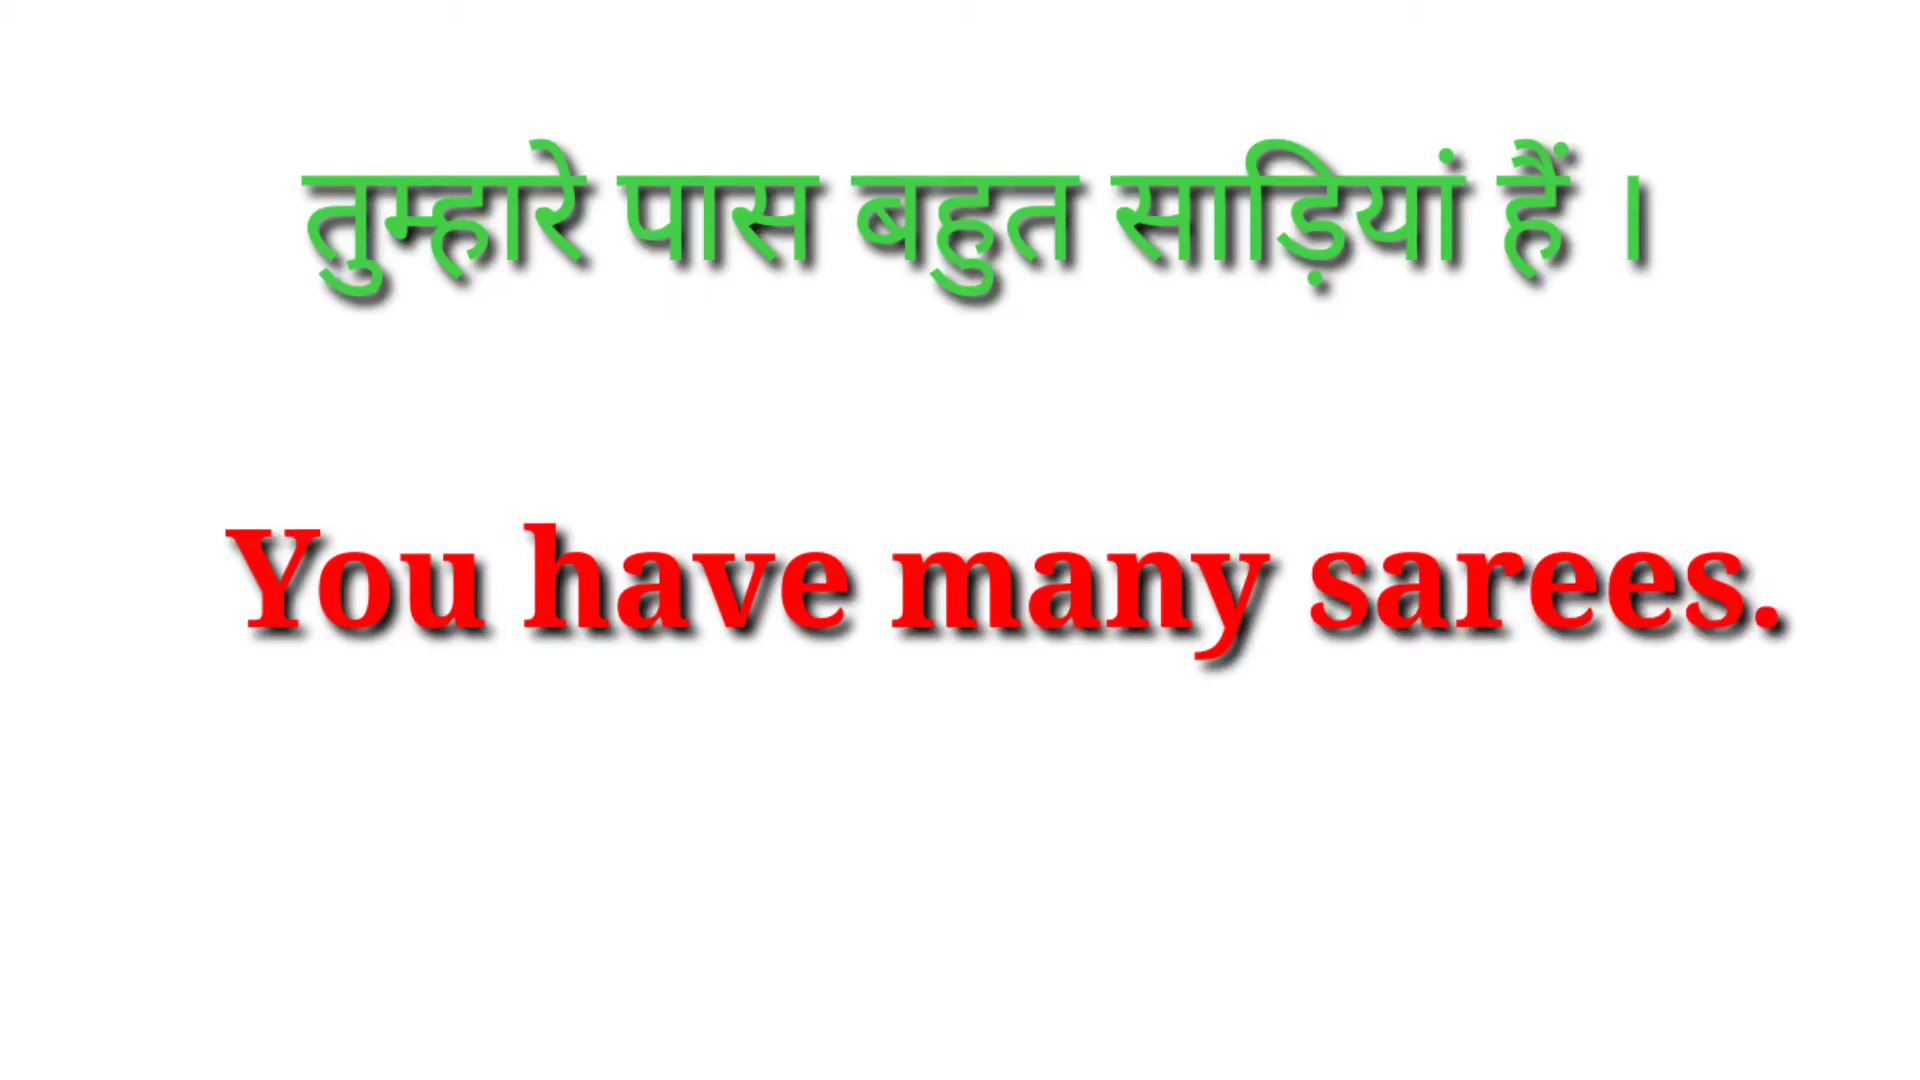 तुम्हारे पास बहुत साड़ियां हैं ।
You have many sarees.